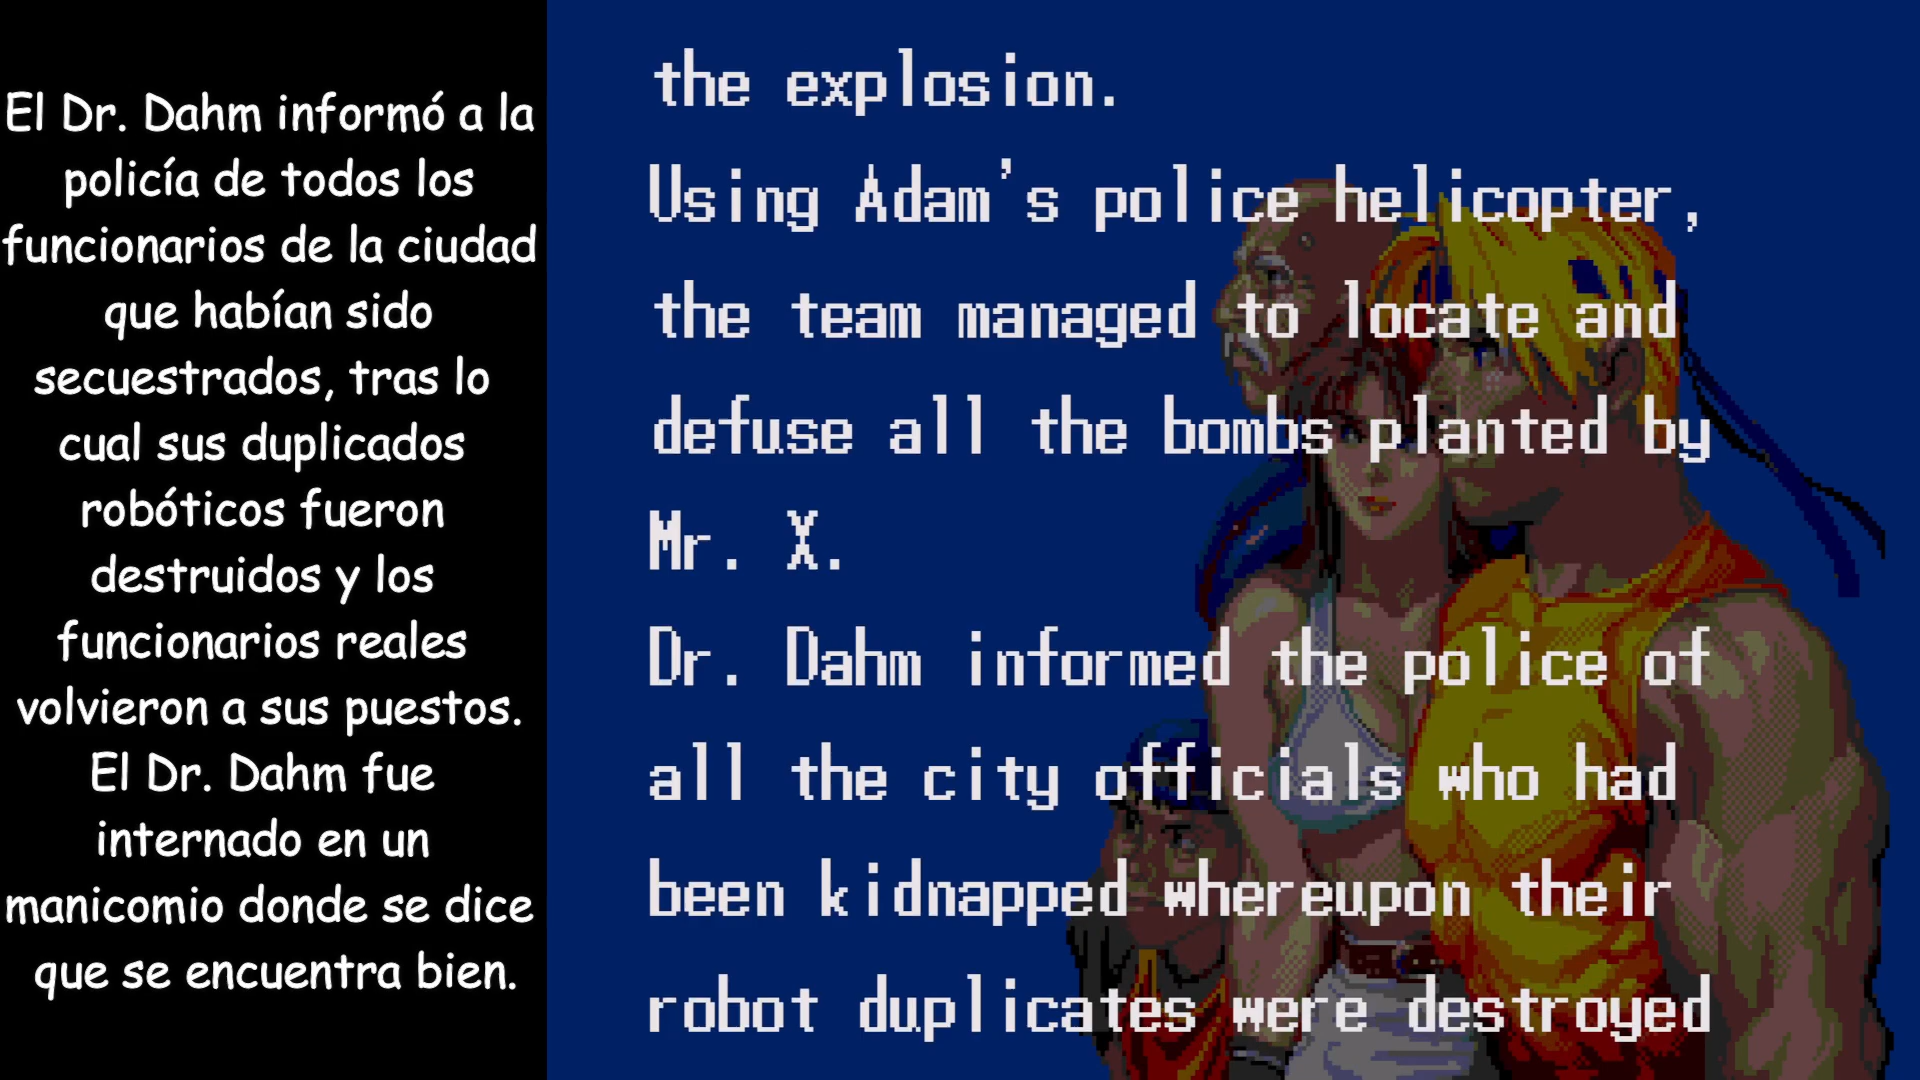 El Dr. Dahm informó a la
policía de todos los
funcionarios de la ciudad
que habían sido
secuestrados, tras lo
cual sus duplicados
robóticos fueron
destruidos y los
funcionarios reales
volvieron a sus puestos.
El Dr. Dahm fue
internado en un
manicomio donde se dice
que se encuentra bien.
the explosion.
Using Adam's police helicopter,
the team managed to locate and
defuse all the bombs planted by
Mr. X.
Dr. Dahm informed the police of
all the city officials who had
been kidnapped whereupon their
robot duplicates were destroyed